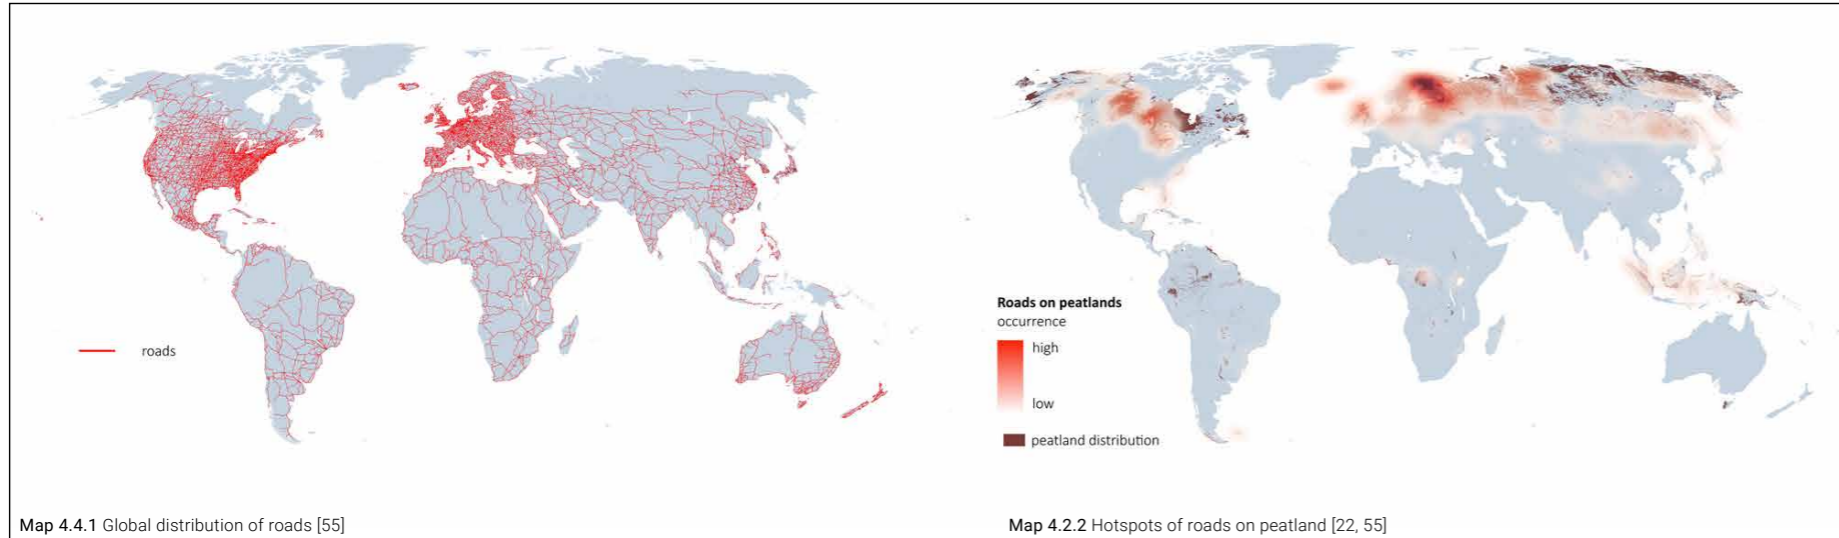 roads
Roads on peatlands
occurrence
high
low
peatland distribution
Map 4.4.1 Global distribution of roads [55]
Map 4.2.2 Hotspots of roads on peatland [22, 55]